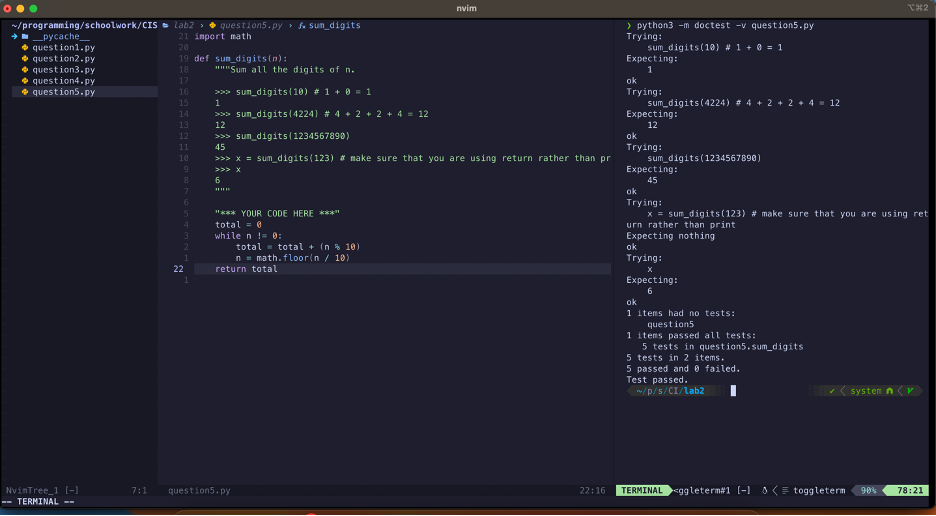 nvim
⌥⌘2
~/programming/schoolwork/CIS
__pycache__
question1.py
question2.py
question3.py
question4.py
question5.py
lab2 › question5.py › sum_digits
21 import math
20
19 def sum_digits(n):
18 """Sum all the digits of n.
17
16 >>> sum_digits(10) # 1 + 0 = 1
15 1
14 >>> sum_digits(4224) # 4 + 2 + 2 + 4 = 12
13 12
12 >>> sum_digits(1234567890)
11 45
10 >>> x = sum_digits(123) # make sure that you are using return rather than pr
9 >>> x
8 6
7 """
6
5 "*** YOUR CODE HERE ***"
4 total = 0
3 while n != 0:
2 total = total + (n % 10)
1 n = math.floor(n / 10)
22 return total
1
❯ python3 -m doctest -v question5.py
Trying:
sum_digits(10) # 1 + 0 = 1
Expecting:
1
ok
Trying:
sum_digits(4224) # 4 + 2 + 2 + 4 = 12
Expecting:
12
ok
Trying:
sum_digits(1234567890)
Expecting:
45
ok
Trying:
x = sum_digits(123) # make sure that you are using ret
urn rather than print
Expecting nothing
ok
Trying:
x
Expecting:
6
ok
1 items had no tests:
question5
1 items passed all tests:
5 tests in question5.sum_digits
5 tests in 2 items.
5 passed and 0 failed.
Test passed.
~/p/s/CI/lab2 ✔ system
NvimTree_1 [-] 7:1 question5.py 22:16 TERMINAL <ggleterm#1 [-] toggleterm 90% 78:21
-- TERMINAL --